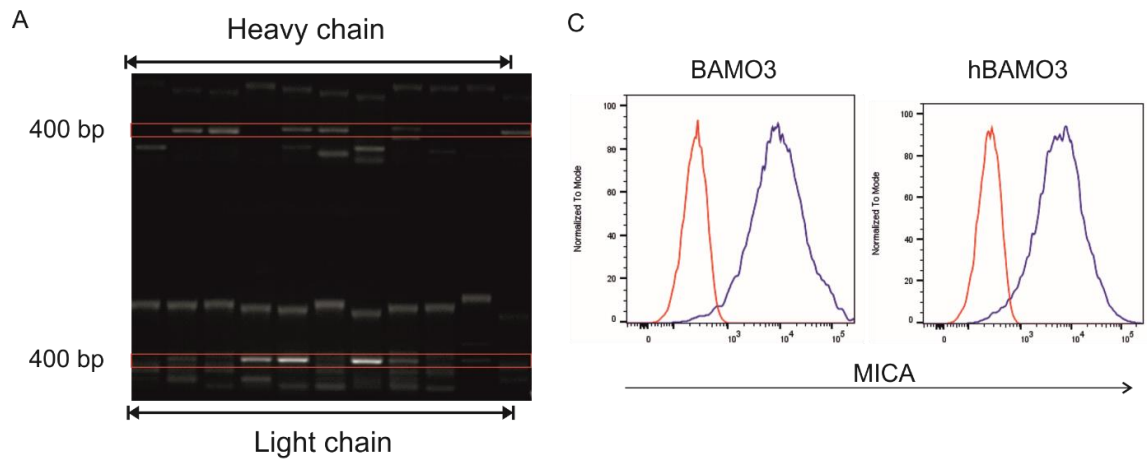 A
Heavy chain
400 bp
400 bp
Light chain
C
BAMO3
hBAMO3
Normalized To Mode
100
80
60
40
20
0
0 10³ 10⁴ 10⁵
Normalized To Mode
100
80
60
40
20
0
0 10³ 10⁴ 10⁵
MICA